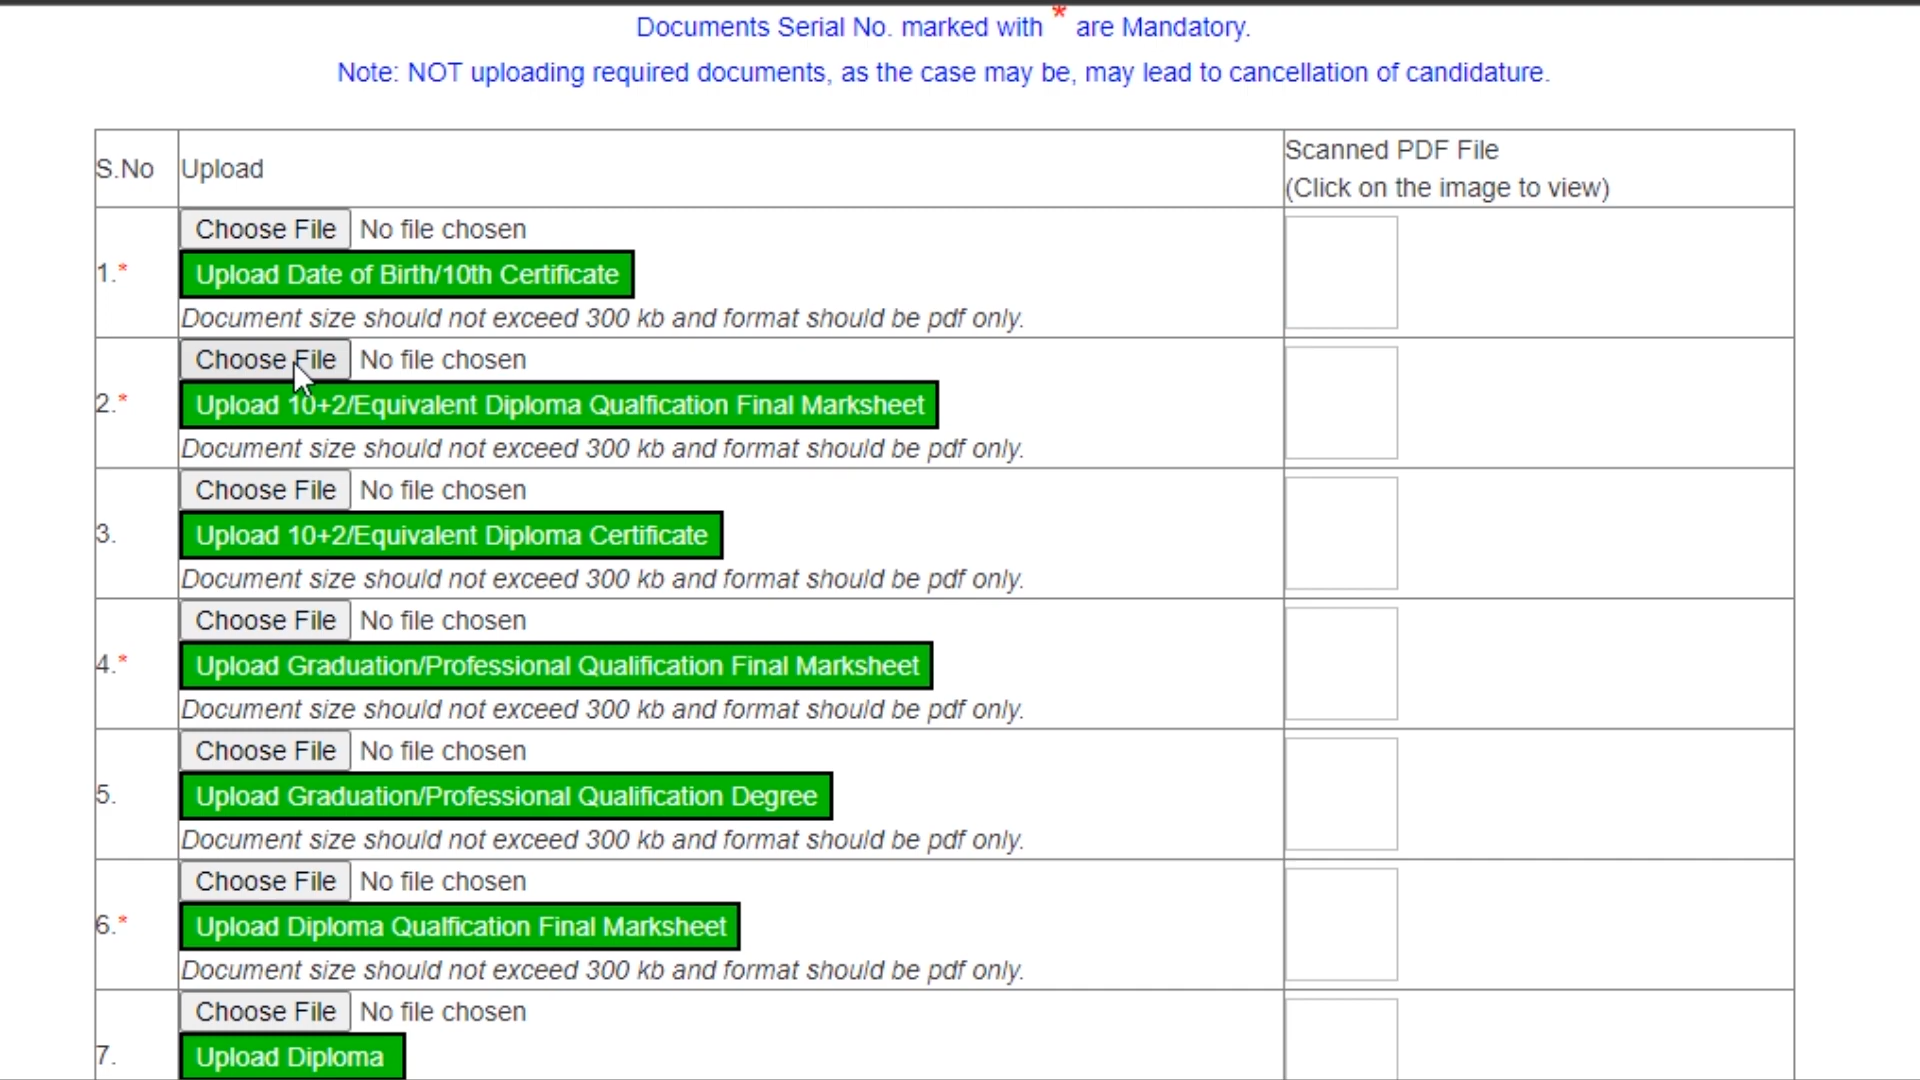 Documents Serial No. marked with * are Mandatory.
Note: NOT uploading required documents, as the case may be, may lead to cancellation of candidature.
S.No Upload Scanned PDF File
(Click on the image to view)
Choose File No file chosen
1.* Upload Date of Birth/10th Certificate
Document size should not exceed 300 kb and format should be pdf only.
Choose File No file chosen
2.* Upload 10+2/Equivalent Diploma Qualfication Final Marksheet
Document size should not exceed 300 kb and format should be pdf only.
Choose File No file chosen
3. Upload 10+2/Equivalent Diploma Certificate
Document size should not exceed 300 kb and format should be pdf only.
Choose File No file chosen
4.* Upload Graduation/Professional Qualification Final Marksheet
Document size should not exceed 300 kb and format should be pdf only.
Choose File No file chosen
5. Upload Graduation/Professional Qualification Degree
Document size should not exceed 300 kb and format should be pdf only.
Choose File No file chosen
6.* Upload Diploma Qualfication Final Marksheet
Document size should not exceed 300 kb and format should be pdf only.
Choose File No file chosen
7. Upload Diploma